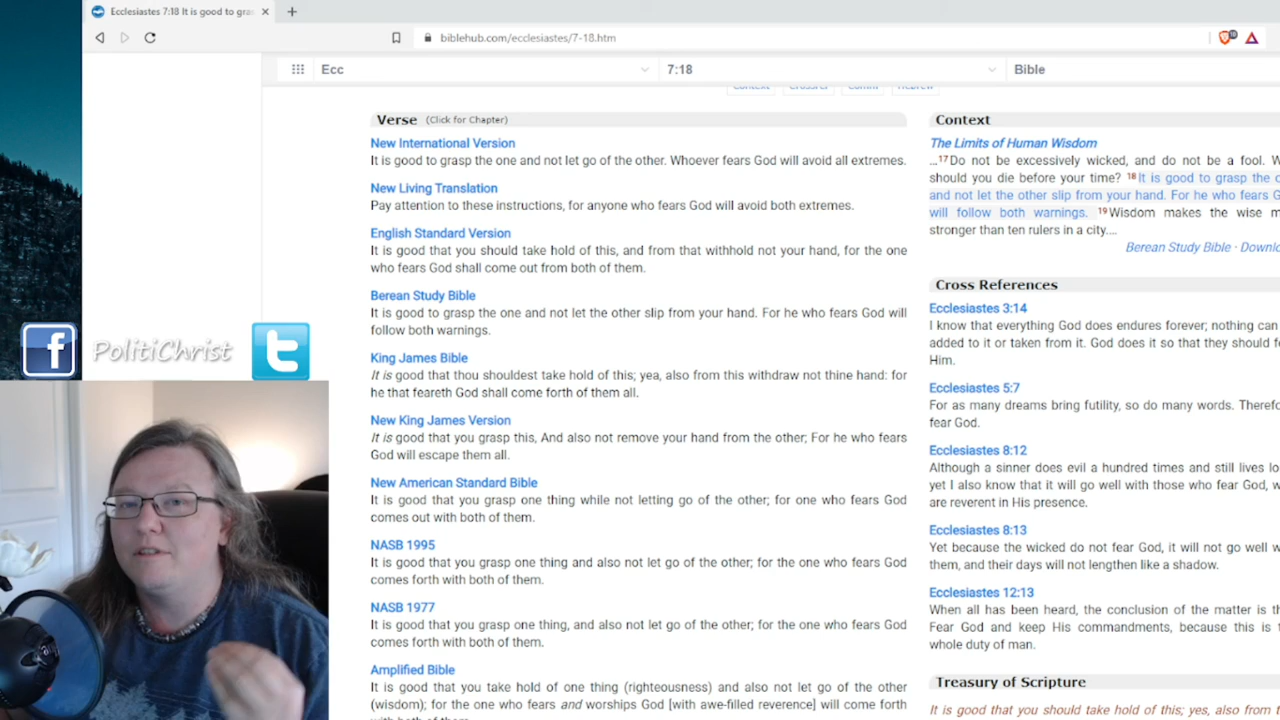 Ecclesiastes 7:18 It is good to gra
biblehub.com/ecclesiastes/7-18.htm
Ecc
7:18
Bible
Context
Crossref
Comm
Hebrew
Verse (Click for Chapter)
New International Version
It is good to grasp the one and not let go of the other. Whoever fears God will avoid all extremes.
New Living Translation
Pay attention to these instructions, for anyone who fears God will avoid both extremes.
English Standard Version
It is good that you should take hold of this, and from that withhold not your hand, for the one
who fears God shall come out from both of them.
Berean Study Bible
It is good to grasp the one and not let the other slip from your hand. For he who fears God will
follow both warnings.
King James Bible
It is good that thou shouldest take hold of this; yea, also from this withdraw not thine hand: for
he that feareth God shall come forth of them all.
New King James Version
It is good that you grasp this, And also not remove your hand from the other; For he who fears
God will escape them all.
New American Standard Bible
It is good that you grasp one thing while not letting go of the other; for one who fears God
comes out with both of them.
NASB 1995
It is good that you grasp one thing and also not let go of the other; for the one who fears God
comes forth with both of them.
NASB 1977
It is good that you grasp one thing, and also not let go of the other; for the one who fears God
comes forth with both of them.
Amplified Bible
It is good that you take hold of one thing (righteousness) and also not let go of the other
(wisdom); for the one who fears and worships God [with awe-filled reverence] will come forth
with both of them.
Context
The Limits of Human Wisdom
…17Do not be excessively wicked, and do not be a fool. W
should you die before your time? 18It is good to grasp the o
and not let the other slip from your hand. For he who fears G
will follow both warnings. 19Wisdom makes the wise m
stronger than ten rulers in a city.…
Berean Study Bible · Downlo
Cross References
Ecclesiastes 3:14
I know that everything God does endures forever; nothing can
added to it or taken from it. God does it so that they should fe
Him.
Ecclesiastes 5:7
For as many dreams bring futility, so do many words. Therefo
fear God.
Ecclesiastes 8:12
Although a sinner does evil a hundred times and still lives lo
yet I also know that it will go well with those who fear God, w
are reverent in His presence.
Ecclesiastes 8:13
Yet because the wicked do not fear God, it will not go well w
them, and their days will not lengthen like a shadow.
Ecclesiastes 12:13
When all has been heard, the conclusion of the matter is th
Fear God and keep His commandments, because this is t
whole duty of man.
Treasury of Scripture
It is good that you should take hold of this; yes, also from t
f
PolitiChrist
t